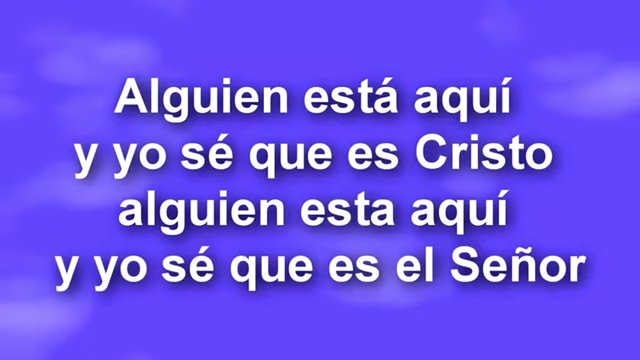 Alguien está aquí
y yo sé que es Cristo
alguien esta aquí
y yo sé que es el Señor